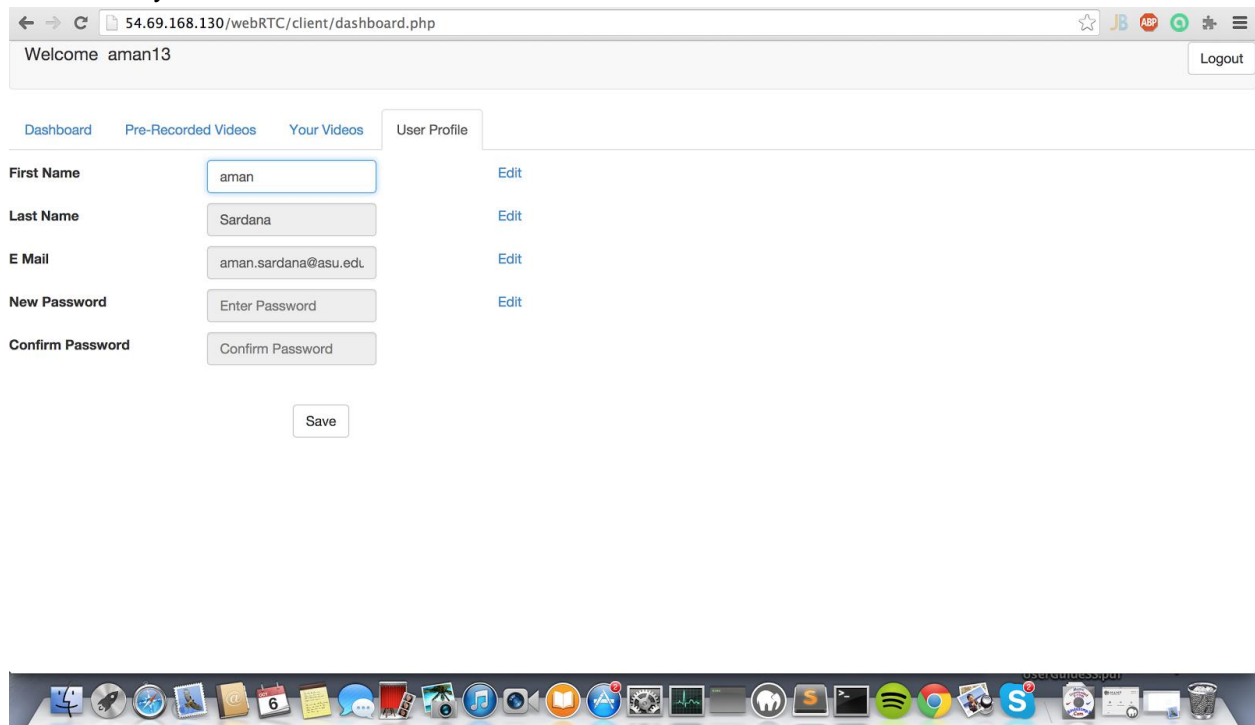 54.69.168.130/webRTC/client/dashboard.php
JB ABP
Welcome aman13
Logout
Dashboard Pre-Recorded Videos Your Videos User Profile
First Name aman Edit
Last Name Sardana Edit
E Mail aman.sardana@asu.edu Edit
New Password Enter Password Edit
Confirm Password Confirm Password
Save
6
S